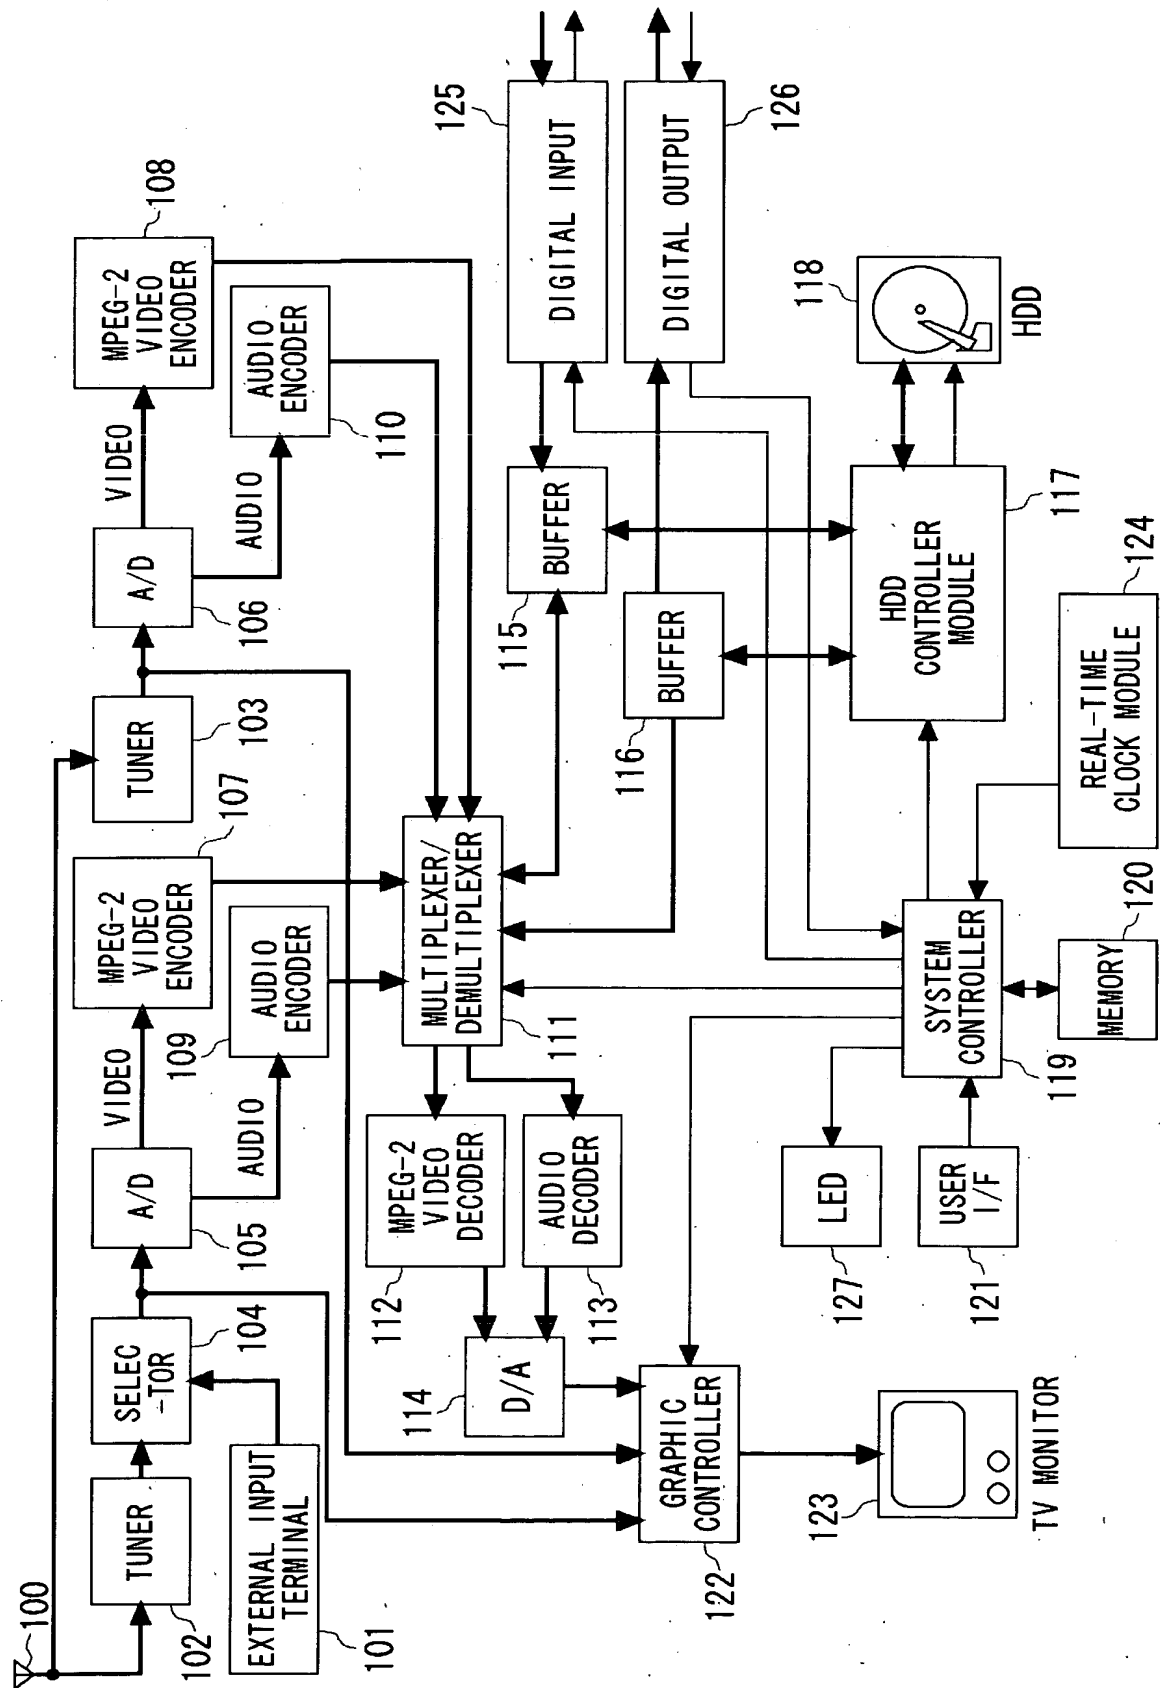 100
TUNER
102
EXTERNAL INPUT
TERMINAL
101
SELEC
-TOR
104
A/D
105
VIDEO
AUDIO
MPEG-2
VIDEO
ENCODER
107
AUDIO
ENCODER
109
TUNER
103
A/D
106
VIDEO
AUDIO
MPEG-2
VIDEO
ENCODER
108
AUDIO
ENCODER
110
MULTIPLEXER/
DEMULTIPLEXER
111
MPEG-2
VIDEO
DECODER
112
AUDIO
DECODER
113
D/A
114
BUFFER
115
BUFFER
116
DIGITAL INPUT
125
DIGITAL OUTPUT
126
GRAPHIC
CONTROLLER
122
TV MONITOR
123
LED
127
USER
I/F
121
SYSTEM
CONTROLLER
119
MEMORY
120
REAL-TIME
CLOCK MODULE
124
HDD
CONTROLLER
MODULE
117
118
HDD